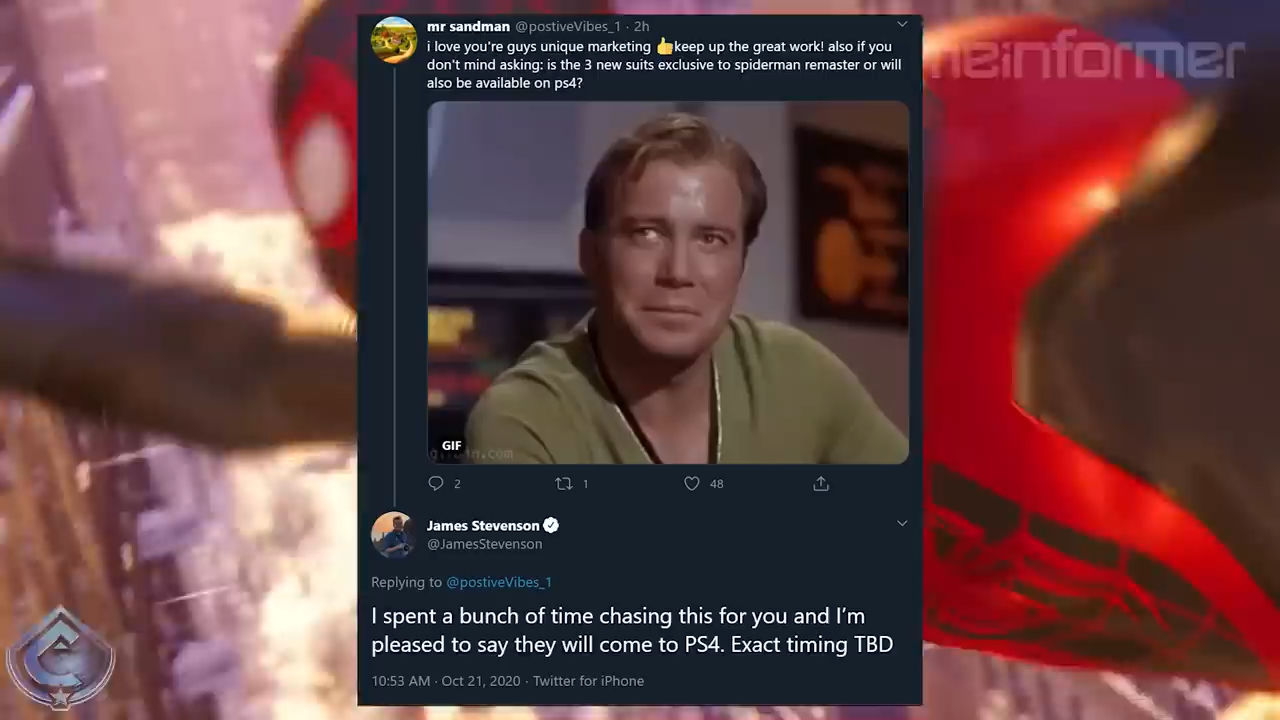 mr sandman @postiveVibes_1 · 2h
i love you're guys unique marketing 👍keep up the great work! also if you
don't mind asking: is the 3 new suits exclusive to spiderman remaster or will
also be available on ps4?
GIF
2 1 48
James Stevenson
@JamesStevenson
Replying to @postiveVibes_1
I spent a bunch of time chasing this for you and I’m
pleased to say they will come to PS4. Exact timing TBD
10:53 AM · Oct 21, 2020 · Twitter for iPhone
meinformer